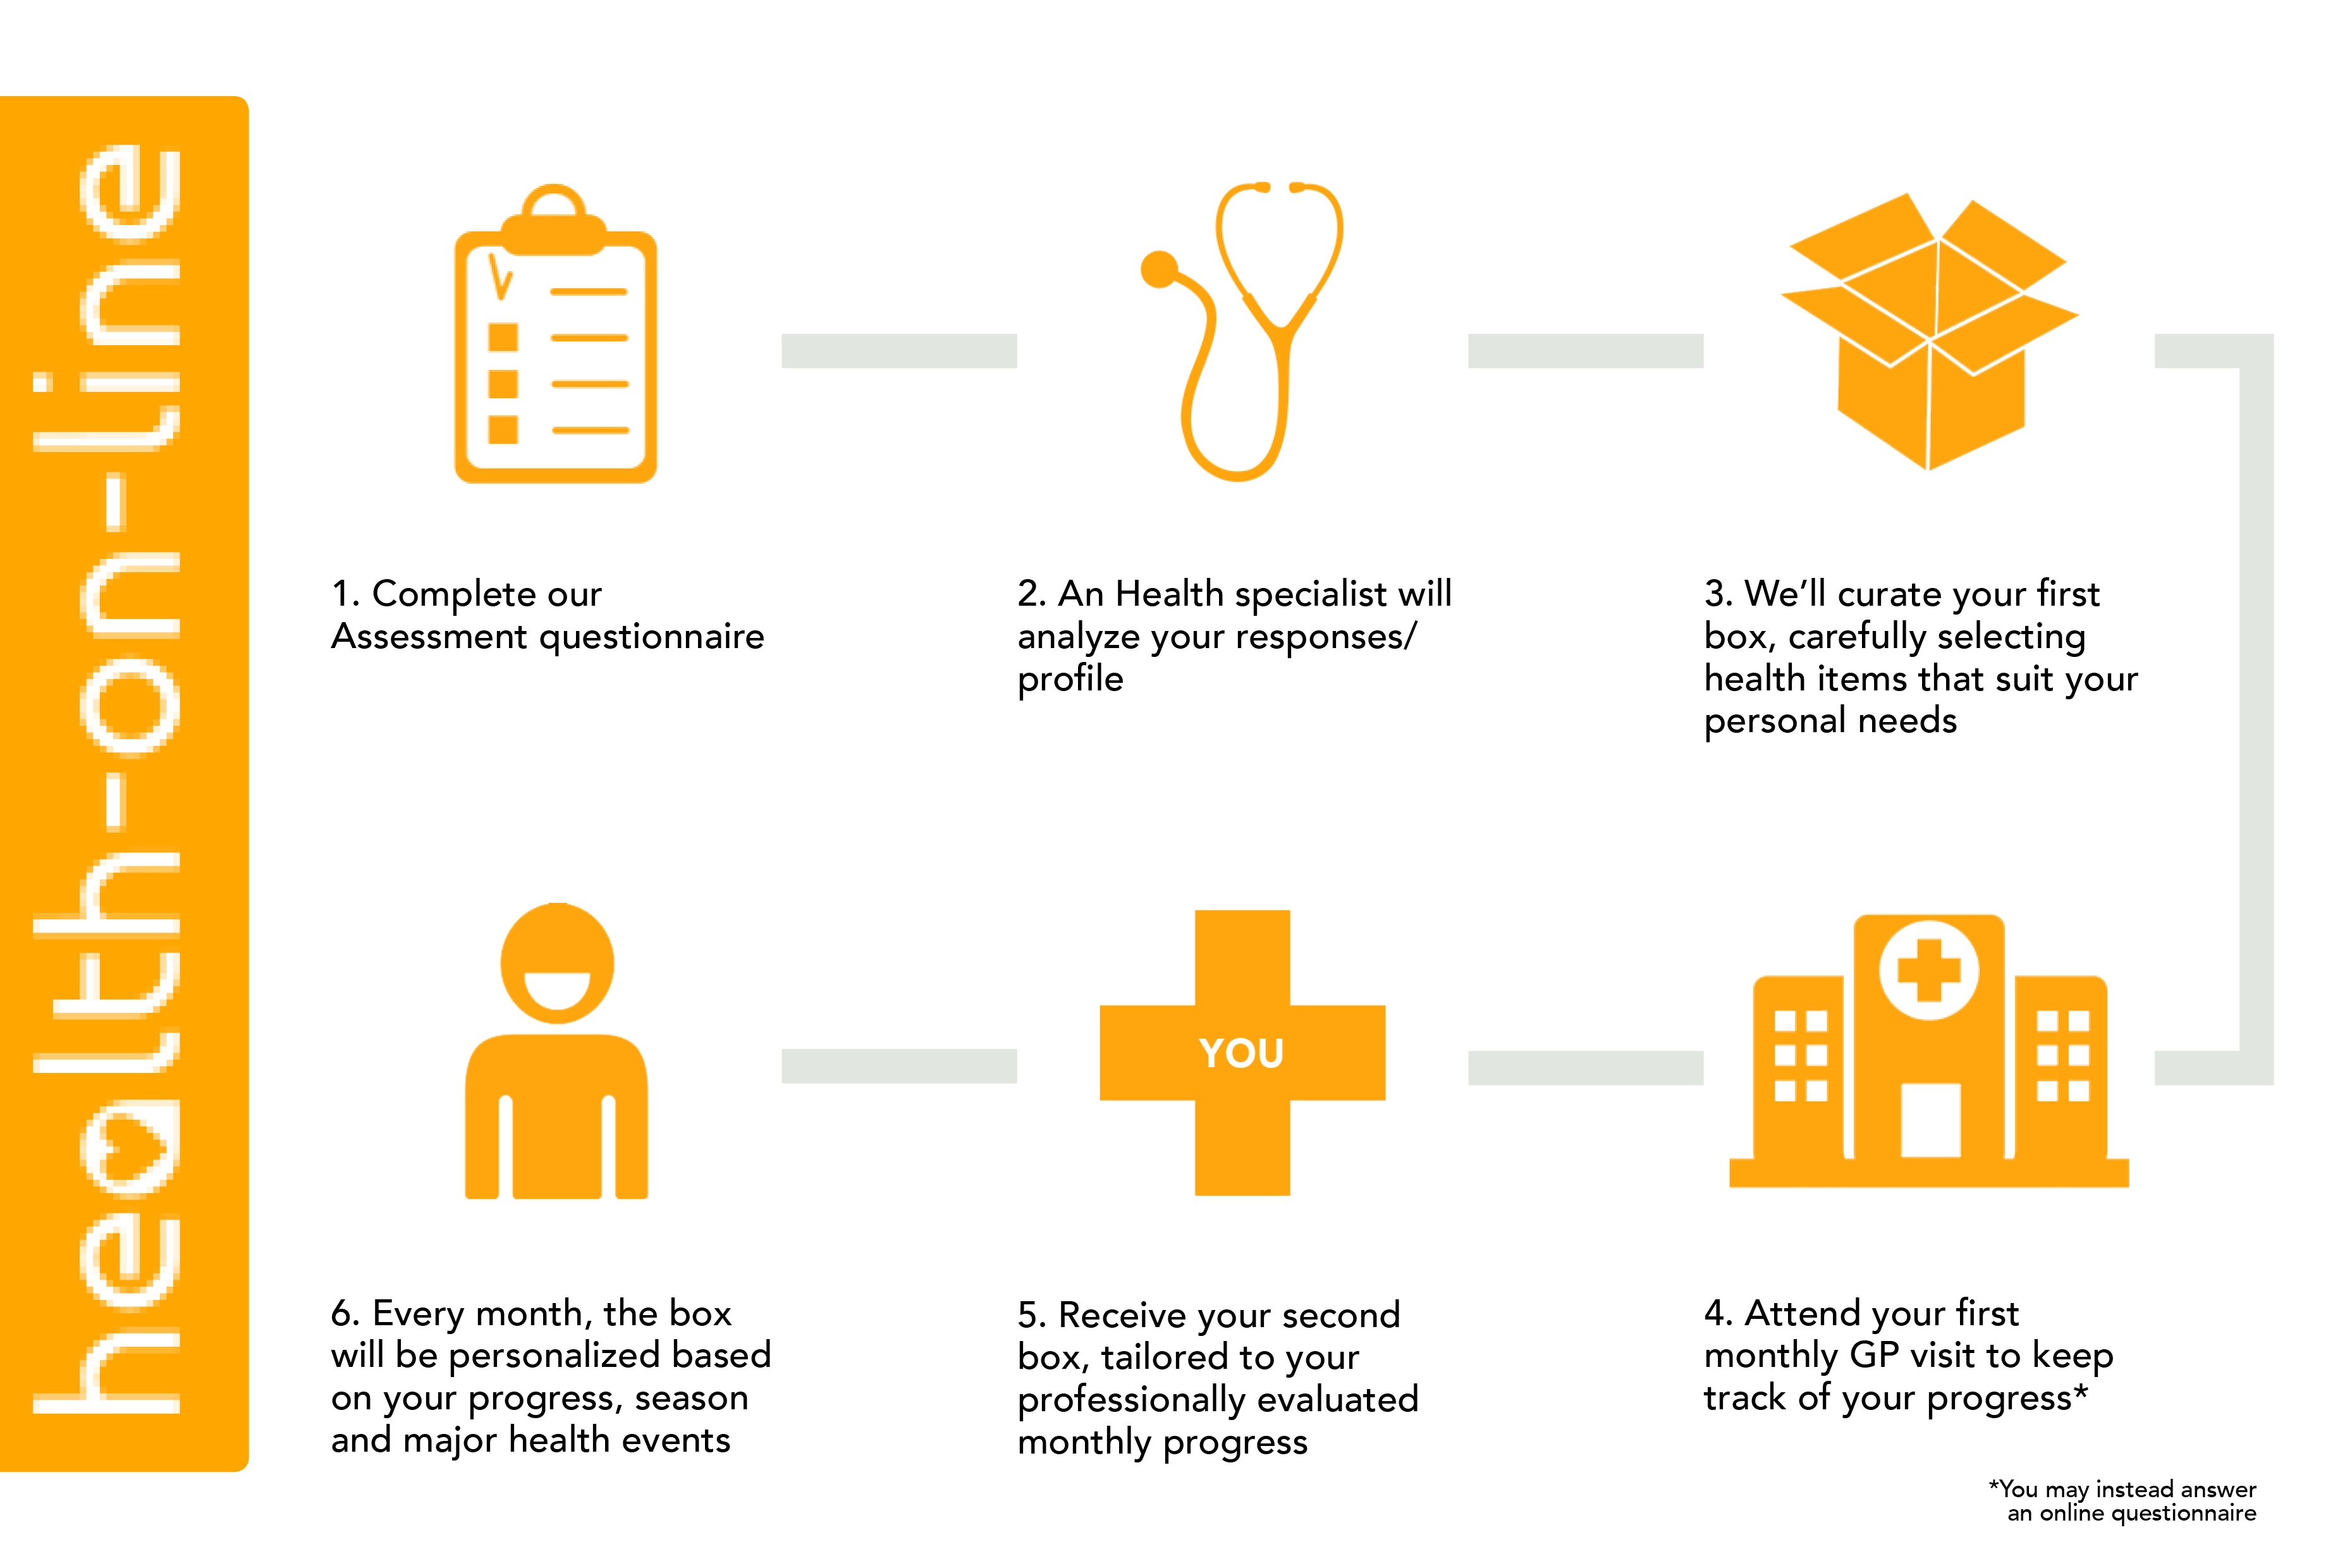 health-on-line
1. Complete our
Assessment questionnaire
2. An Health specialist will
analyze your responses/
profile
3. We’ll curate your first
box, carefully selecting
health items that suit your
personal needs
YOU
4. Attend your first
monthly GP visit to keep
track of your progress*
5. Receive your second
box, tailored to your
professionally evaluated
monthly progress
6. Every month, the box
will be personalized based
on your progress, season
and major health events
*You may instead answer
an online questionnaire